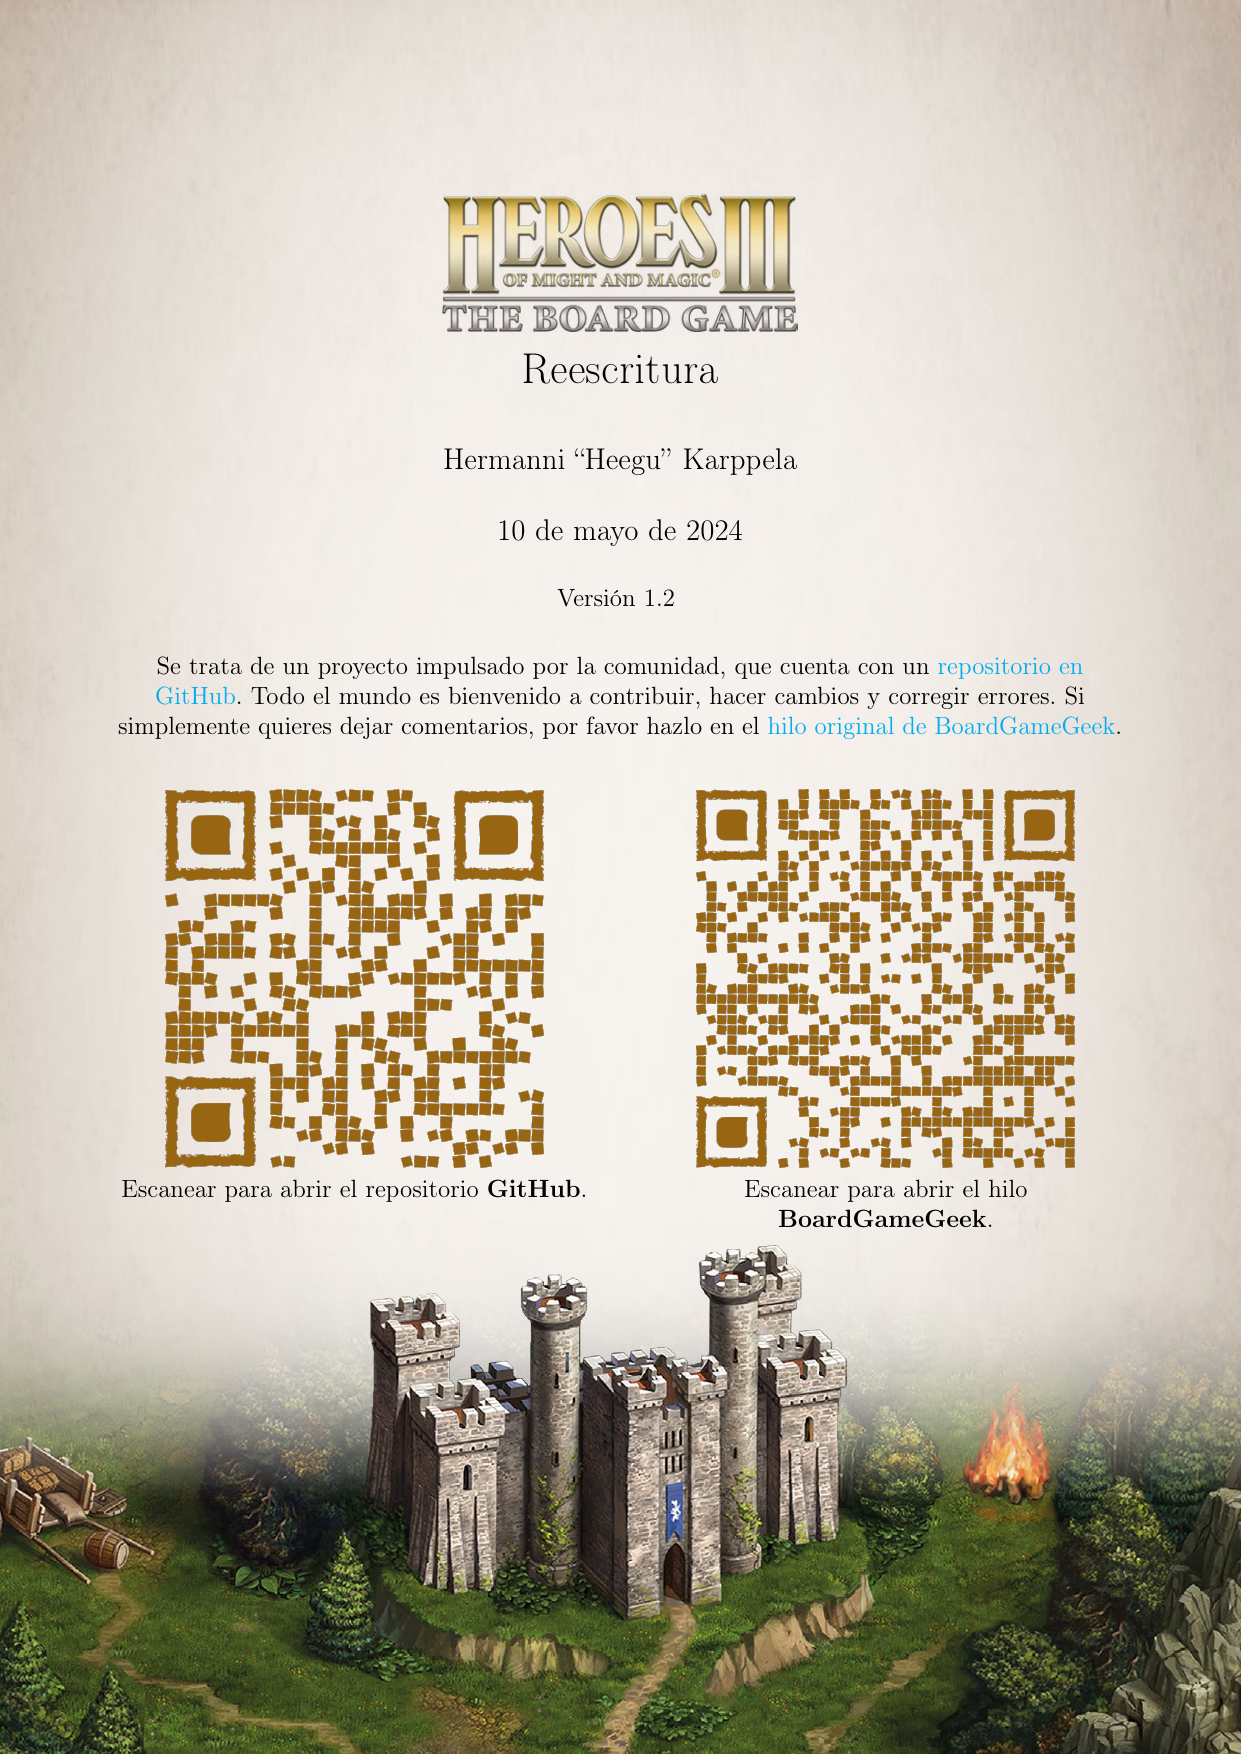 HEROES III
OF MIGHT AND MAGIC®
THE BOARD GAME
Reescritura
Hermanni “Heegu” Karppela
10 de mayo de 2024
Versión 1.2
Se trata de un proyecto impulsado por la comunidad, que cuenta con un repositorio en
GitHub. Todo el mundo es bienvenido a contribuir, hacer cambios y corregir errores. Si
simplemente quieres dejar comentarios, por favor hazlo en el hilo original de BoardGameGeek.
Escanear para abrir el repositorio GitHub.
Escanear para abrir el hilo
BoardGameGeek.